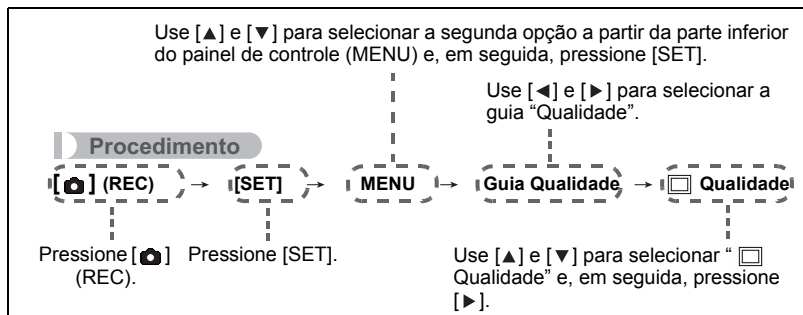 Use [▲] e [▼] para selecionar a segunda opção a partir da parte inferior
do painel de controle (MENU) e, em seguida, pressione [SET].
Use [◄] e [►] para selecionar a
guia “Qualidade”.
Procedimento
[📷] (REC) → [SET] → MENU → Guia Qualidade → Qualidade
Pressione [📷]
(REC).
Pressione [SET].
Use [▲] e [▼] para selecionar “
Qualidade” e, em seguida, pressione
[►].